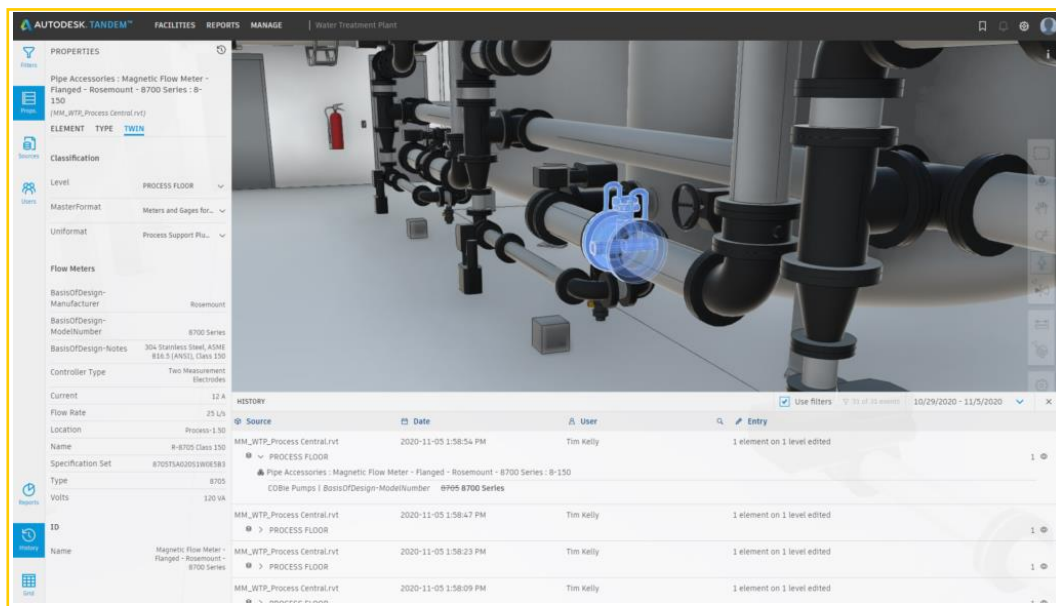 AUTODESK. TANDEM™ FACILITIES REPORTS MANAGE Water Treatment Plant
Filters
Props.
Sources
Users
Reports
History
Grid
PROPERTIES
Pipe Accessories : Magnetic Flow Meter -
Flanged - Rosemount - 8700 Series : 8-
150
(MM_WTP_Process Central.rvt)
ELEMENT TYPE TWIN
Classification
Level PROCESS FLOOR
MasterFormat Meters and Gages for...
Uniformat Process Support Plu...
Flow Meters
BasisOfDesign-
Manufacturer Rosemount
BasisOfDesign-
ModelNumber 8700 Series
BasisOfDesign-Notes 304 Stainless Steel, ASME
B16.5 (ANSI), Class 150
Controller Type Two Measurement
Electrodes
Current 12 A
Flow Rate 25 L/s
Location Process-1.50
Name R-8705 Class 150
Specification Set
Type 8705
Volts 120 VA
ID
Name Magnetic Flow Meter -
Flanged - Rosemount -
8700 Series
HISTORY Use filters 10/29/2020 - 11/5/2020
Source Date User Entry
MM_WTP_Process Central.rvt 2020-11-05 1:58:54 PM Tim Kelly 1 element on 1 level edited
PROCESS FLOOR 1
Pipe Accessories : Magnetic Flow Meter - Flanged - Rosemount - 8700 Series : 8-150
COBie Pumps | BasisOfDesign-ModelNumber 8705 8700 Series
MM_WTP_Process Central.rvt 2020-11-05 1:58:47 PM Tim Kelly 1 element on 1 level edited
PROCESS FLOOR 1
MM_WTP_Process Central.rvt 2020-11-05 1:58:23 PM Tim Kelly 1 element on 1 level edited
PROCESS FLOOR 1
MM_WTP_Process Central.rvt 2020-11-05 1:58:09 PM Tim Kelly 1 element on 1 level edited
PROCESS FLOOR 1